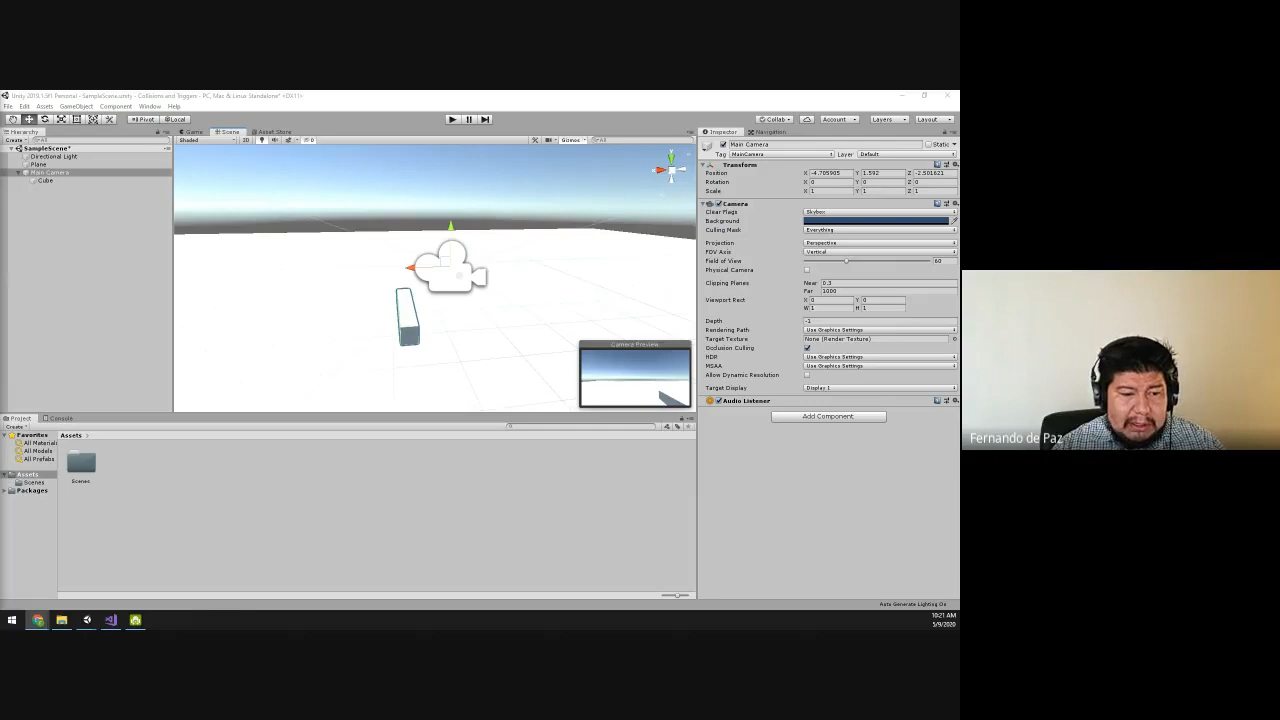 Unity 2019.1.9f1 Personal - SampleScene.unity - Collisions and Triggers - PC, Mac & Linux Standalone* <DX11>
File Edit Assets GameObject Component Window Help
Pivot Local Collab Account Layers Layout
Hierarchy Game Scene Asset Store Inspector Navigation
Create All Shaded 2D 0 Gizmos All Main Camera Static
SampleScene*
Tag MainCamera Layer Default
Directional Light
Plane
Main Camera
Cube
y
Transform
Position X -4.705905 Y 1.592 Z -2.501621
Rotation X 0 Y 0 Z 0
Scale X 1 Y 1 Z 1
Camera
Clear Flags Skybox
Background
Culling Mask Everything
Projection Perspective
FOV Axis Vertical
Field of View 60
Physical Camera
Clipping Planes Near 0.3
Far 1000
Viewport Rect X 0 Y 0
W 1 H 1
Depth -1
Rendering Path Use Graphics Settings
Target Texture None (Render Texture)
Occlusion Culling
HDR Use Graphics Settings
MSAA Use Graphics Settings
Allow Dynamic Resolution
Target Display Display 1
Audio Listener
Add Component
Camera Preview
Project Console
Create
Favorites
All Material
All Models
All Prefabs
Assets
Scenes
Packages
Assets
Scenes
Auto Generate Lighting On
10:21 AM
5/9/2020
Fernando de Paz